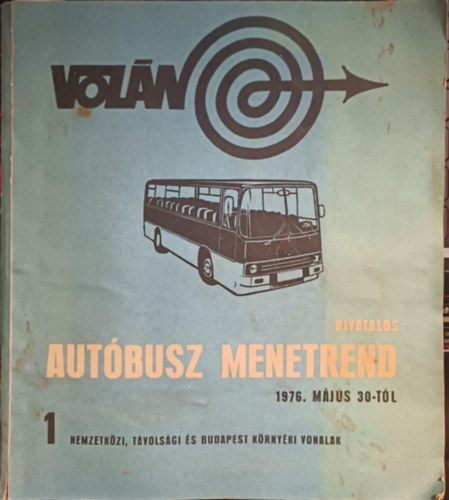 VOLÁN
HIVATALOS
AUTÓBUSZ MENETREND
1976. MÁJUS 30-TÓL
1 NEMZETKÖZI, TÁVOLSÁGI ÉS BUDAPEST KÖRNYÉKI VONALAK